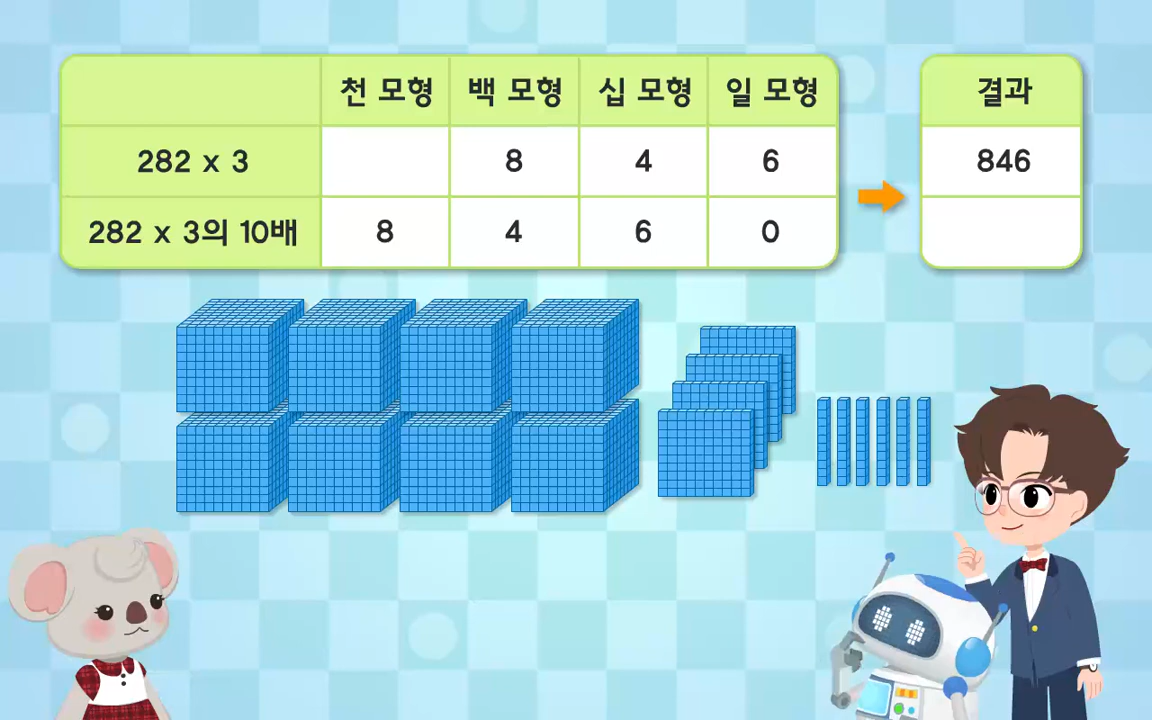 천 모형 백 모형 십 모형 일 모형 결과
282 x 3 8 4 6 846
282 x 3의 10배 8 4 6 0